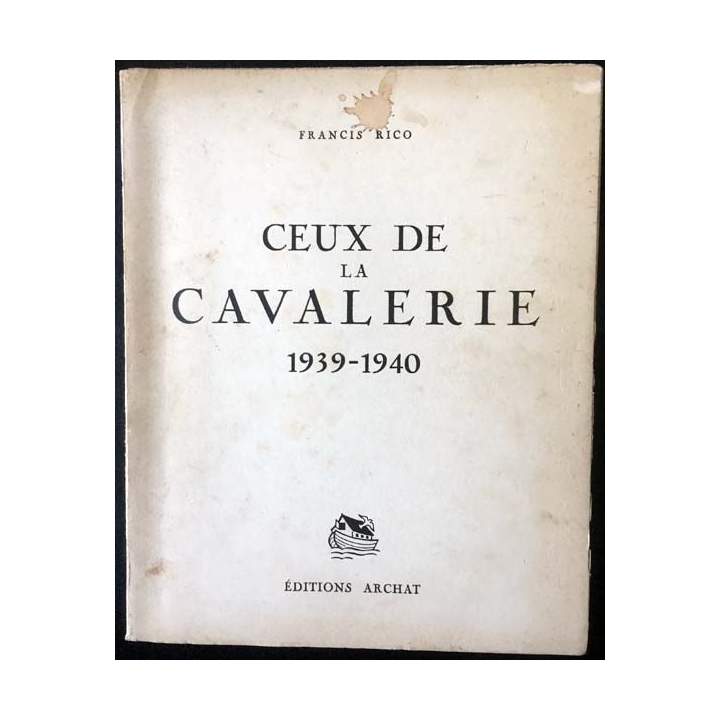 FRANCIS RICO
CEUX DE
LA
CAVALERIE
1939-1940
ÉDITIONS ARCHAT